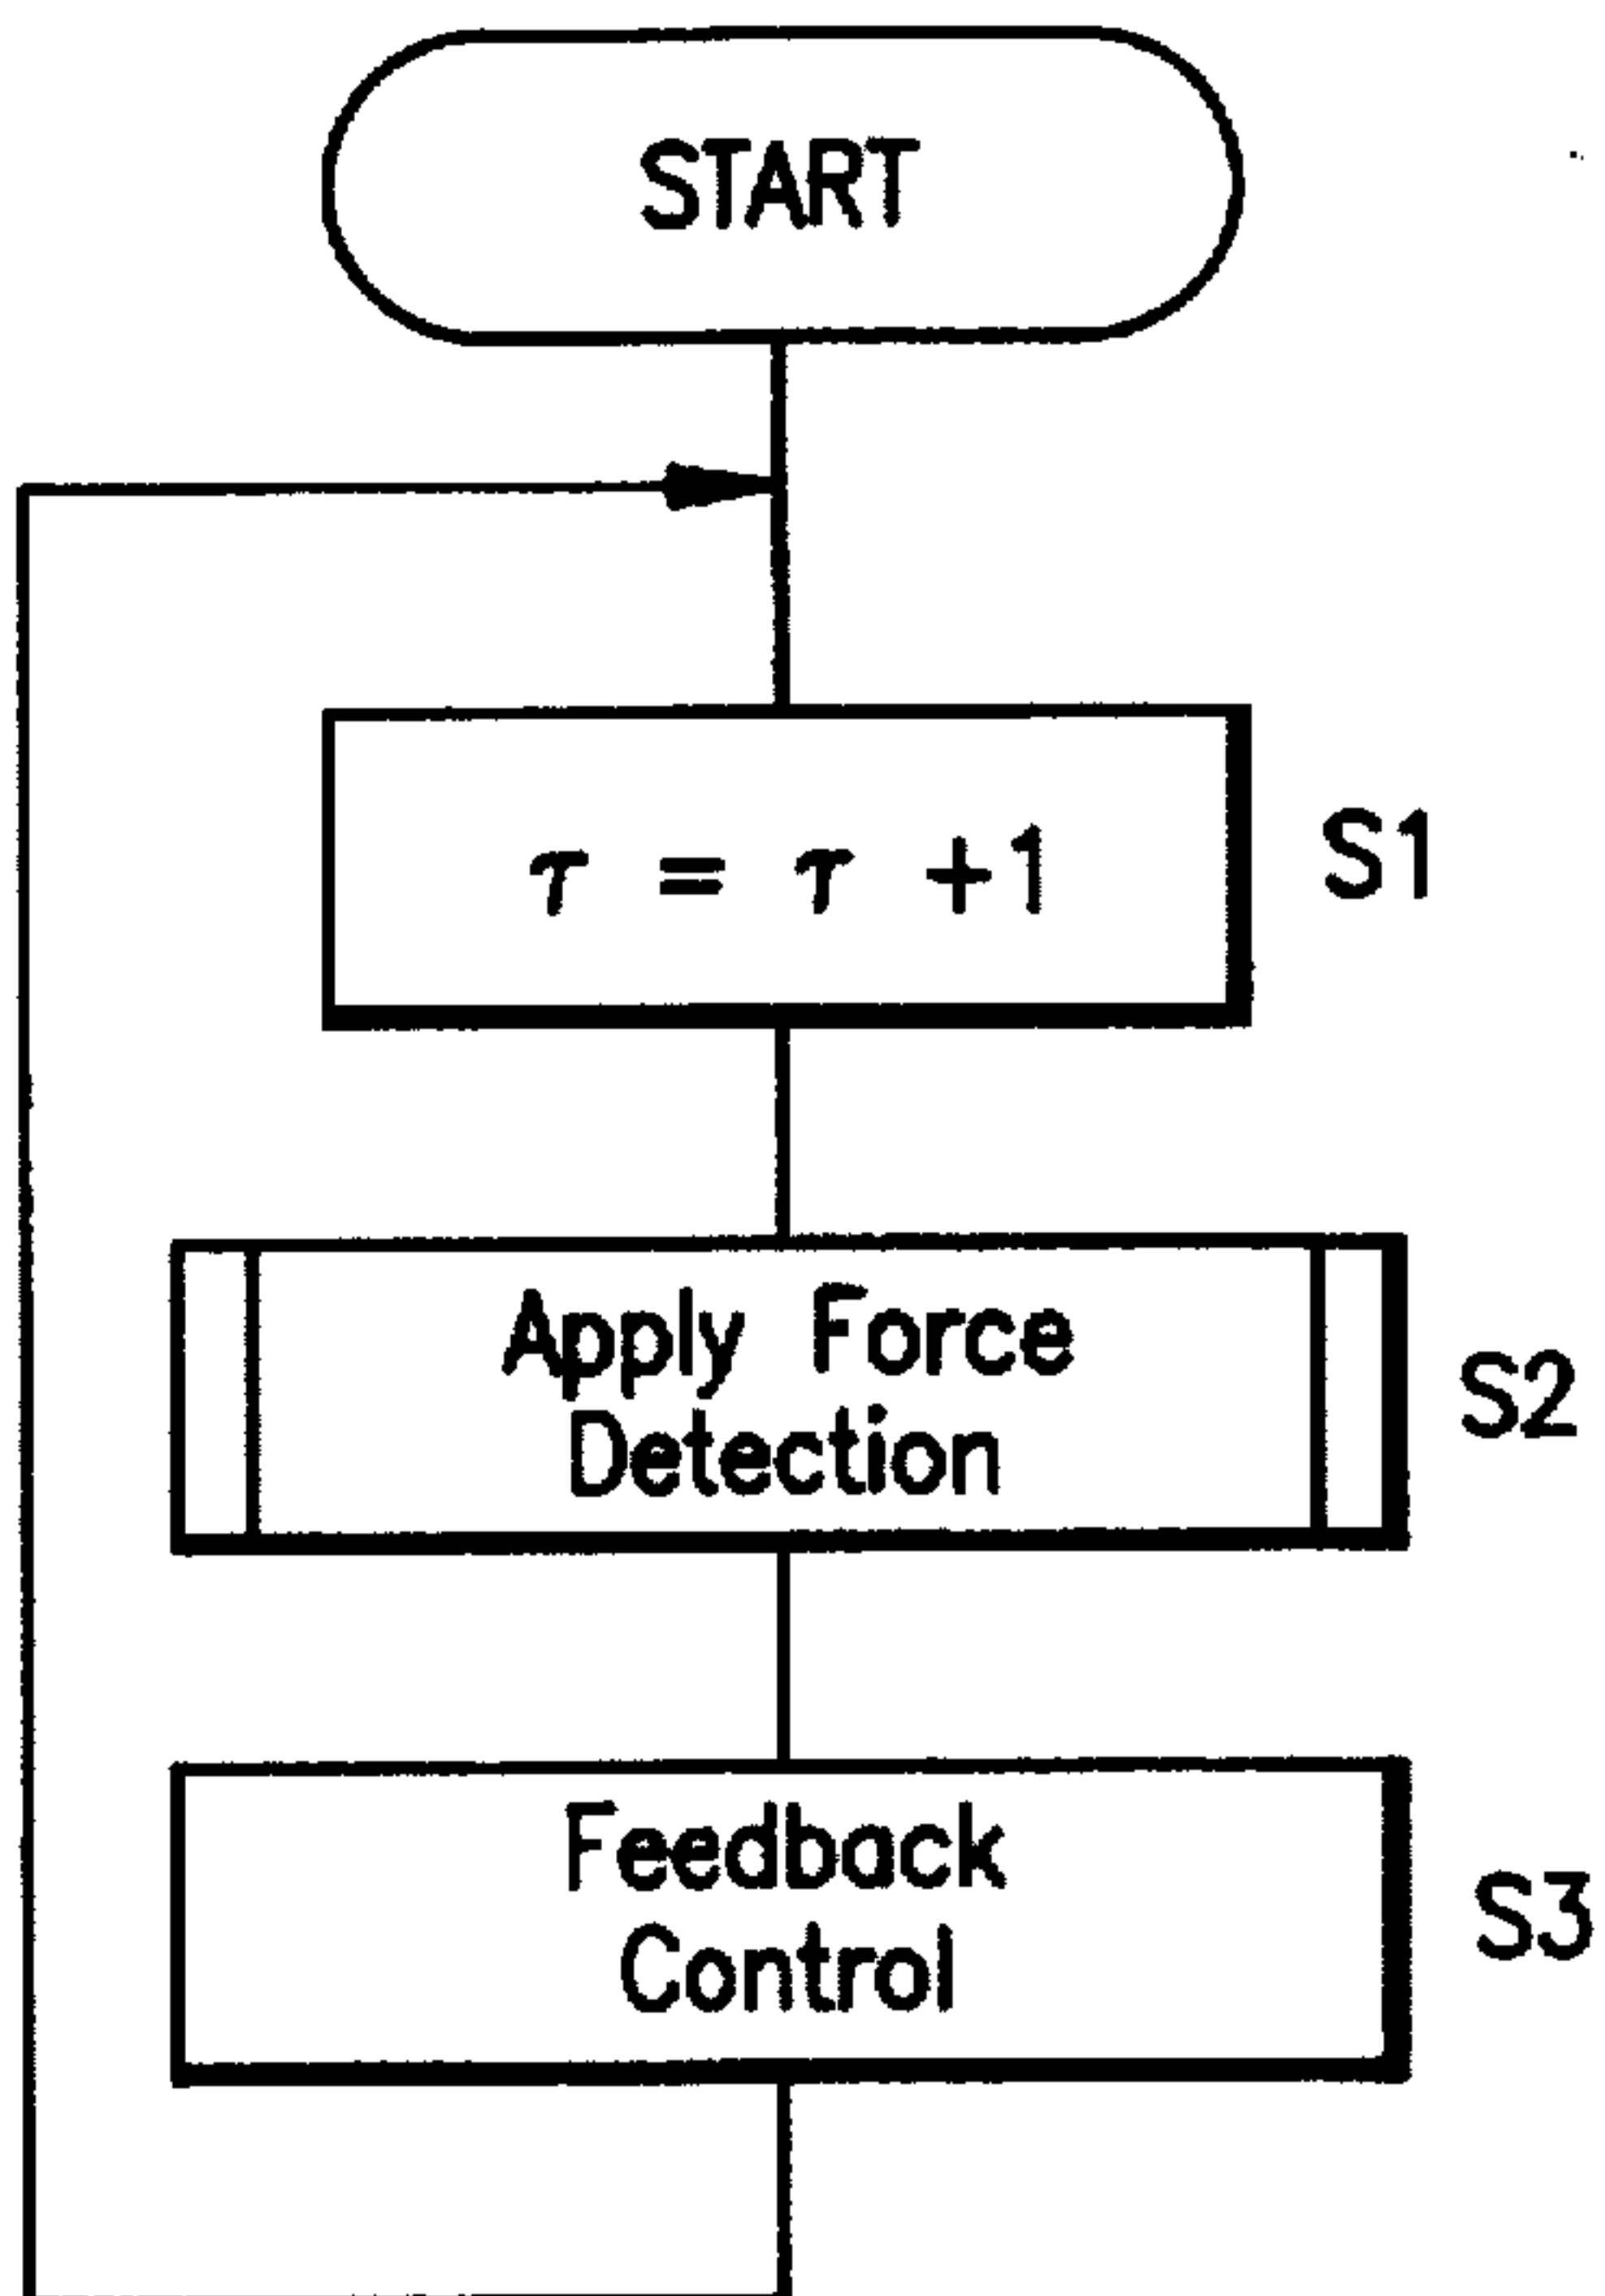 START
τ = τ +1
S1
Apply Force
Detection
S2
Feedback
Control
S3